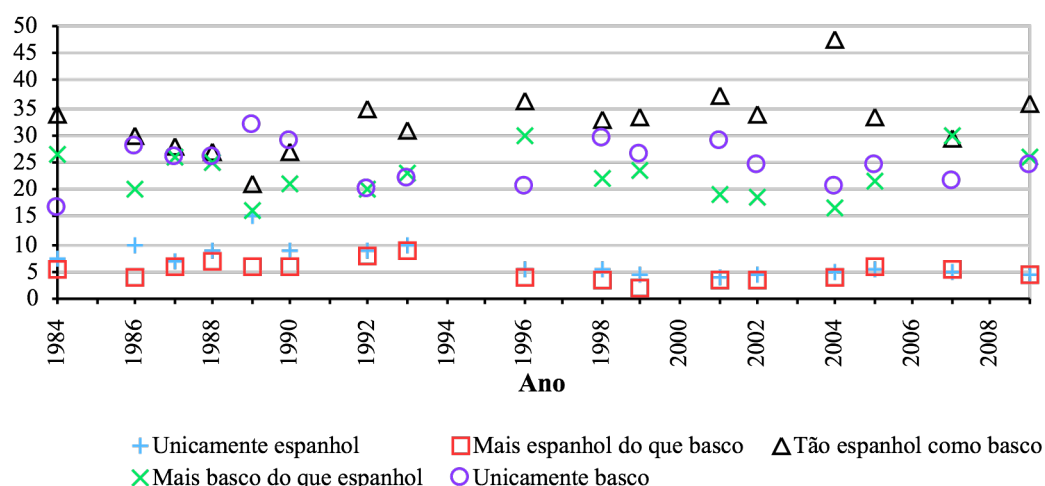 50
45
40
35
30
25
20
15
10
5
0
1984 1986 1988 1990 1992 1994 1996 1998 2000 2002 2004 2006 2008
Ano
Unicamente espanhol Mais espanhol do que basco Tão espanhol como basco
Mais basco do que espanhol Unicamente basco